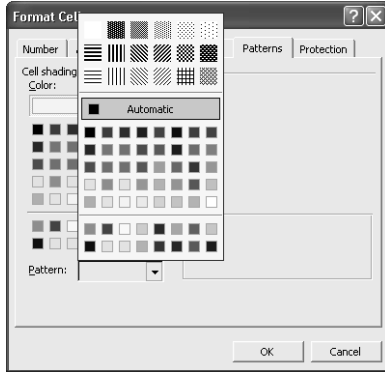 Format Cel
Number
Patterns
Protection
Cell shading
Color:
Automatic
Pattern:
OK
Cancel